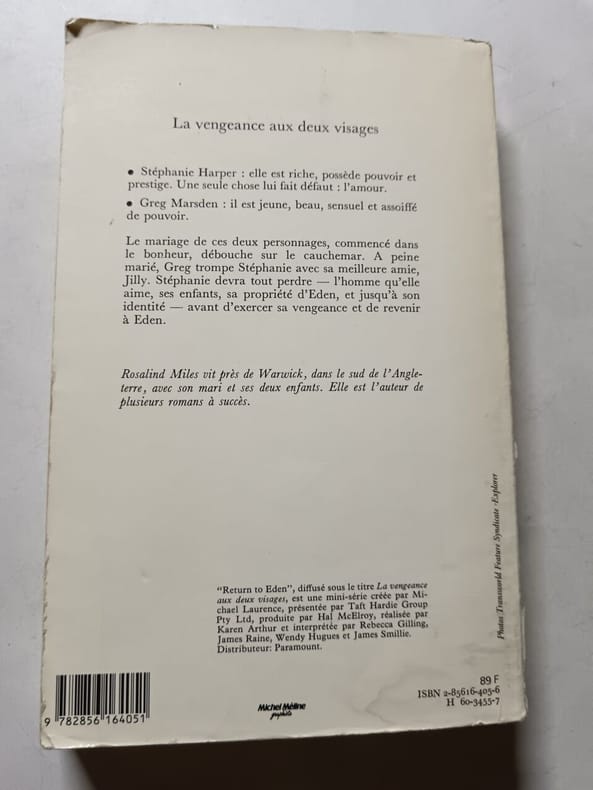 La vengeance aux deux visages
• Stéphanie Harper : elle est riche, possède pouvoir et
prestige. Une seule chose lui fait défaut : l'amour.
• Greg Marsden : il est jeune, beau, sensuel et assoiffé
de pouvoir.
Le mariage de ces deux personnages, commencé dans
le bonheur, débouche sur le cauchemar. A peine
marié, Greg trompe Stéphanie avec sa meilleure amie,
Jilly. Stéphanie devra tout perdre — l'homme qu'elle
aime, ses enfants, sa propriété d'Eden, et jusqu'à son
identité — avant d'exercer sa vengeance et de revenir
à Eden.
Rosalind Miles vit près de Warwick, dans le sud de l'Angle-
terre, avec son mari et ses deux enfants. Elle est l'auteur de
plusieurs romans à succès.
Photos Transworld Feature Syndicate -Explorer
"Return to Eden", diffusé sous le titre La vengeance
aux deux visages, est une mini-série créée par Mi-
chael Laurence, présentée par Taft Hardie Group
Pty Ltd, produite par Hal McElroy, réalisée par
Karen Arthur et interprétée par Rebecca Gilling,
James Raine, Wendy Hugues et James Smillie.
Distributeur: Paramount.
9 782856 164051
Michel Méline
graphiste
89 F
ISBN 2-85616-405-6
H 60-3455-7